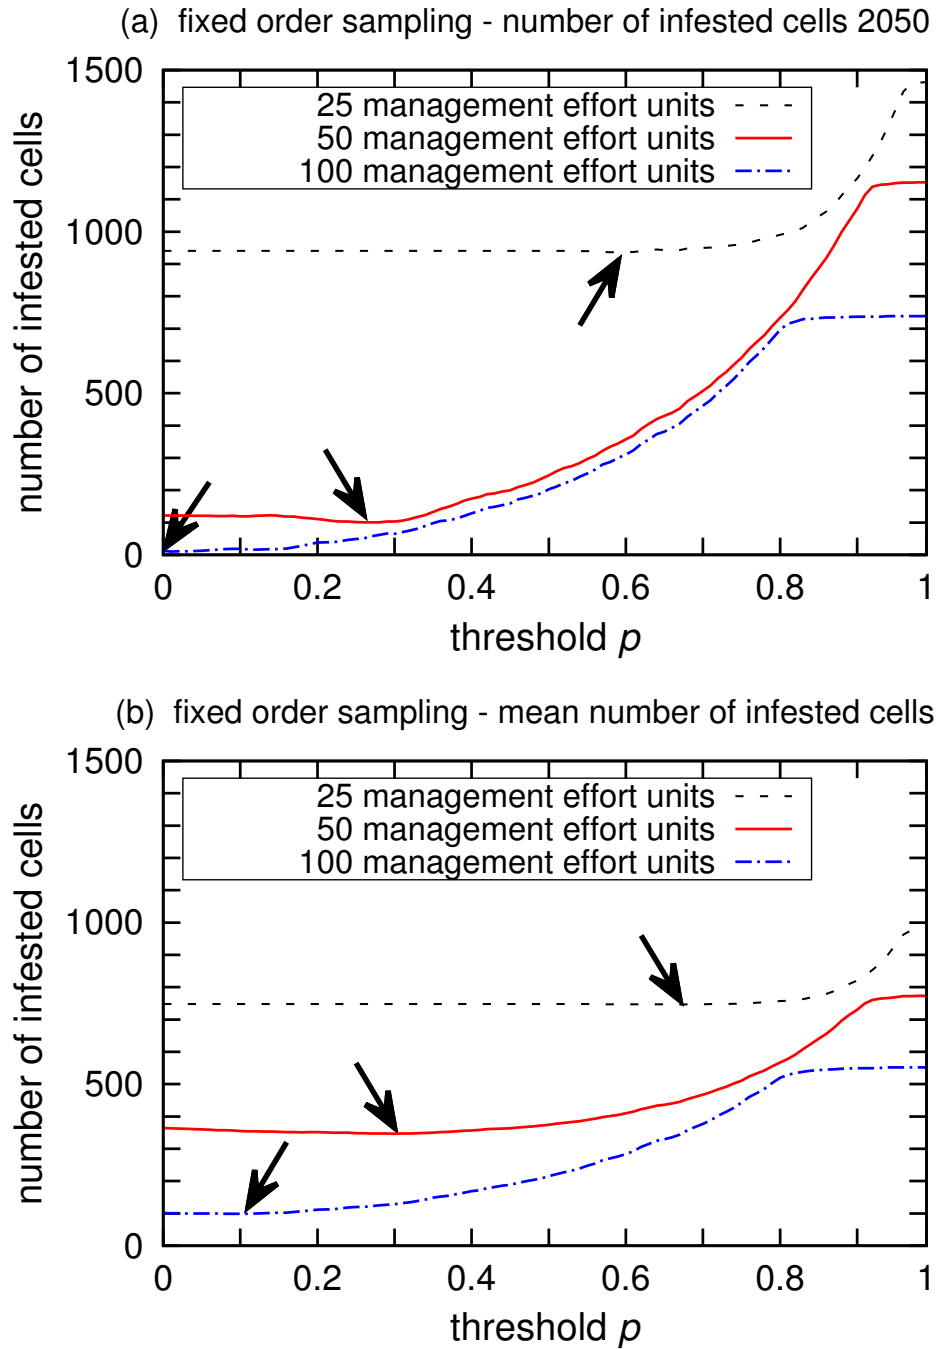 (a) fixed order sampling - number of infested cells 2050
1500
1000
500
0
number of infested cells
25 management effort units
50 management effort units
100 management effort units
0 0.2 0.4 0.6 0.8 1
threshold p
(b) fixed order sampling - mean number of infested cells
1500
1000
500
0
number of infested cells
25 management effort units
50 management effort units
100 management effort units
0 0.2 0.4 0.6 0.8 1
threshold p